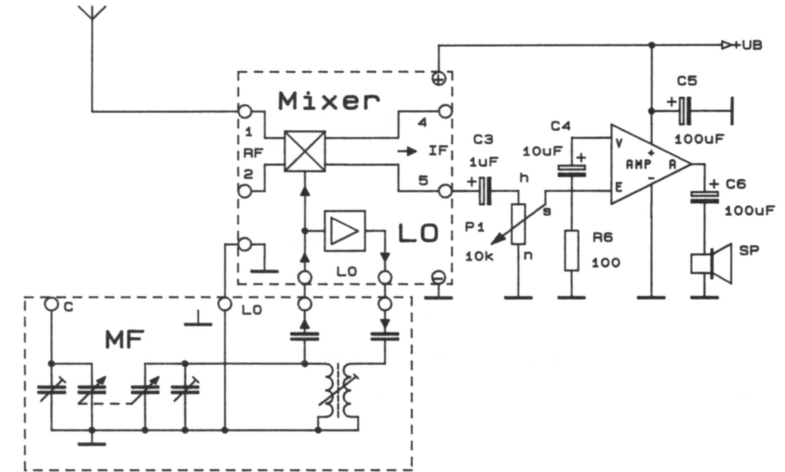 +UB
C5
+
100uF
Mixer
+
1
4
RF
IF
2
5
C3
1uF
+
h
P1
10k
s
n
C4
10uF
+
V
+
AMP
A
-
E
R6
100
+
C6
100uF
SP
LO
LO
-
C
LO
MF